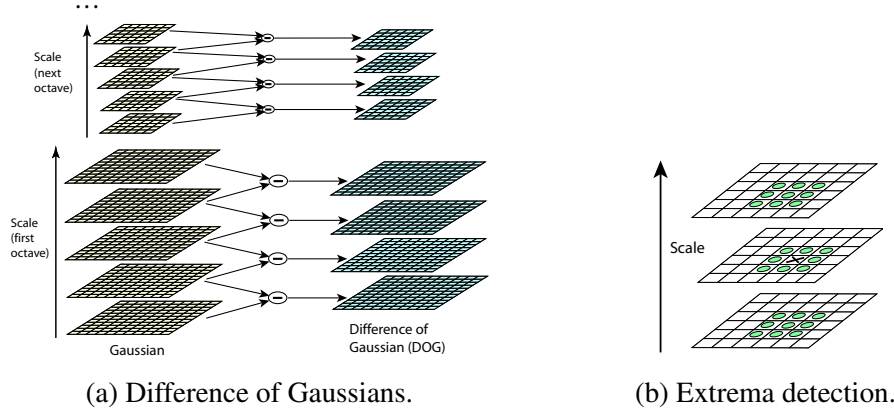 ...
Scale
(next
octave)
Scale
(first
octave)
Gaussian
Difference of
Gaussian (DOG)
Scale
(a) Difference of Gaussians.
(b) Extrema detection.